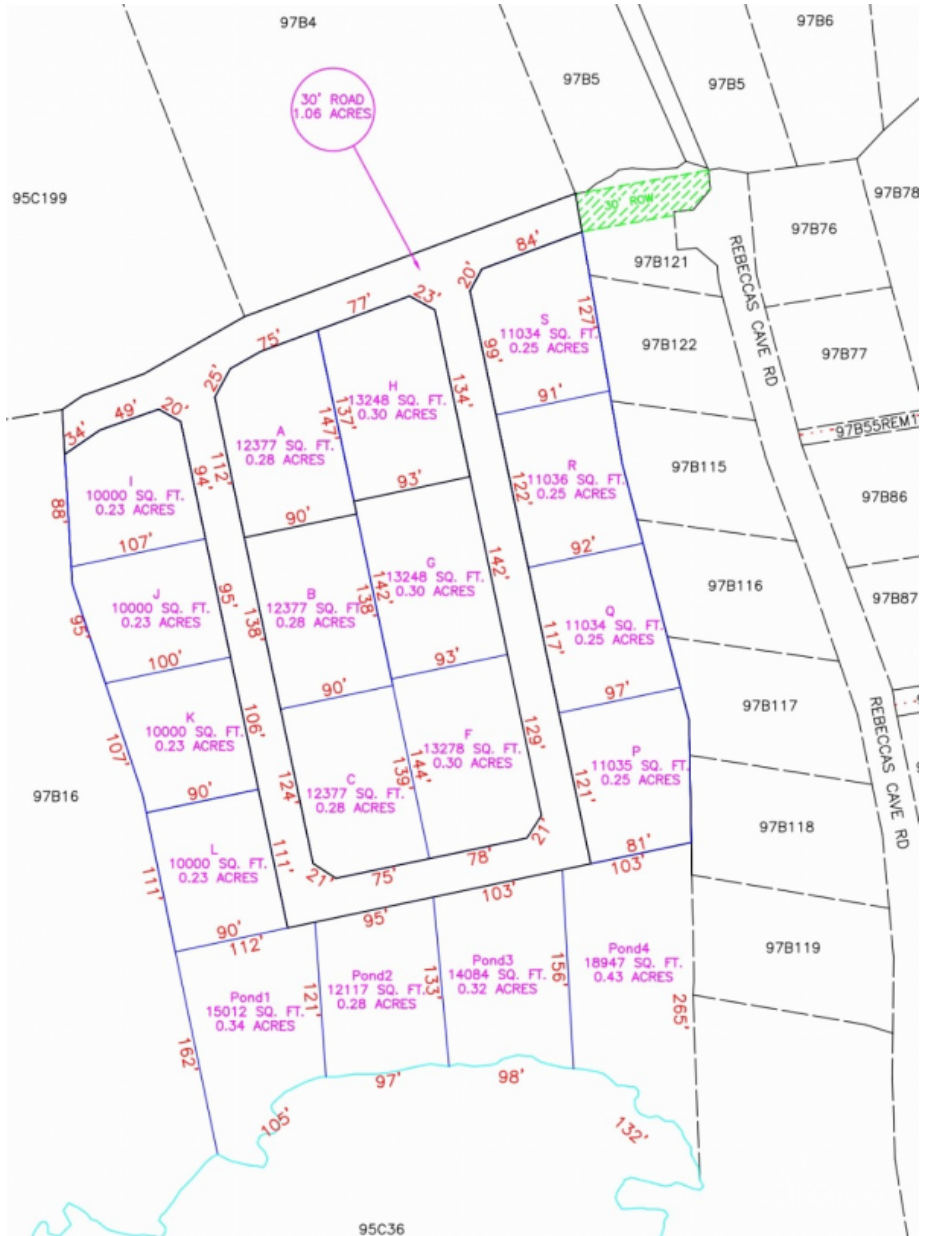 97B4
97B6
97B5
97B5
30' ROAD
1.06 ACRES
95C199
97B78
30' ROW
97B76
84'
REBECCAS CAVE RD
97B121
20'
23'
77'
127'
S
11034 SQ. FT.
0.25 ACRES
75'
97B122
99'
97B77
25'
H
13248 SQ. FT.
0.30 ACRES
134'
91'
20'
49'
137'
147'
97B55REM1
34'
A
12377 SQ. FT.
0.28 ACRES
I
10000 SQ. FT.
0.23 ACRES
94'
112'
93'
R
11036 SQ. FT.
0.25 ACRES
97B115
88'
122'
97B86
90'
107'
92'
142'
G
13248 SQ. FT.
0.30 ACRES
97B116
J
10000 SQ. FT.
0.23 ACRES
95'
B
12377 SQ. FT.
0.28 ACRES
142'
138'
97B87
95'
138'
Q
11034 SQ. FT.
0.25 ACRES
117'
100'
93'
90'
97'
97B117
K
10000 SQ. FT.
0.23 ACRES
106'
REBECCAS CAVE RD
107'
F
13278 SQ. FT.
0.30 ACRES
129'
P
11035 SQ. FT.
0.25 ACRES
C
12377 SQ. FT.
0.28 ACRES
144'
139'
124'
121'
90'
97B16
97B118
L
10000 SQ. FT.
0.23 ACRES
111'
21'
75'
78'
21'
81'
103'
111'
103'
95'
90'
112'
97B119
Pond1
15012 SQ. FT.
0.34 ACRES
121'
Pond2
12117 SQ. FT.
0.28 ACRES
133'
Pond3
14084 SQ. FT.
0.32 ACRES
156'
Pond4
18947 SQ. FT.
0.43 ACRES
265'
162'
97'
98'
105'
132'
95C36